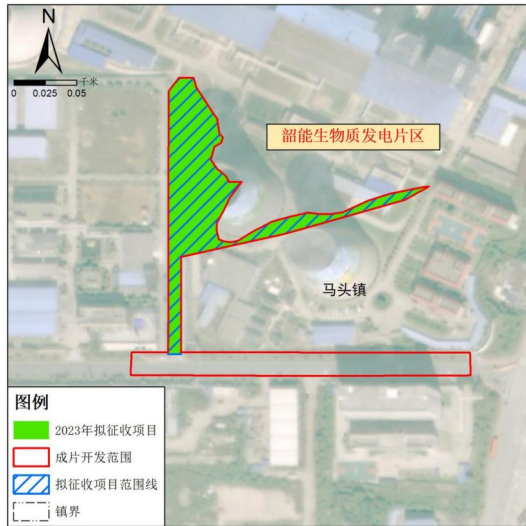 N
千米
0 0.025 0.05
韶能生物质发电片区
马头镇
图例
2023年拟征收项目
成片开发范围
拟征收项目范围线
镇界